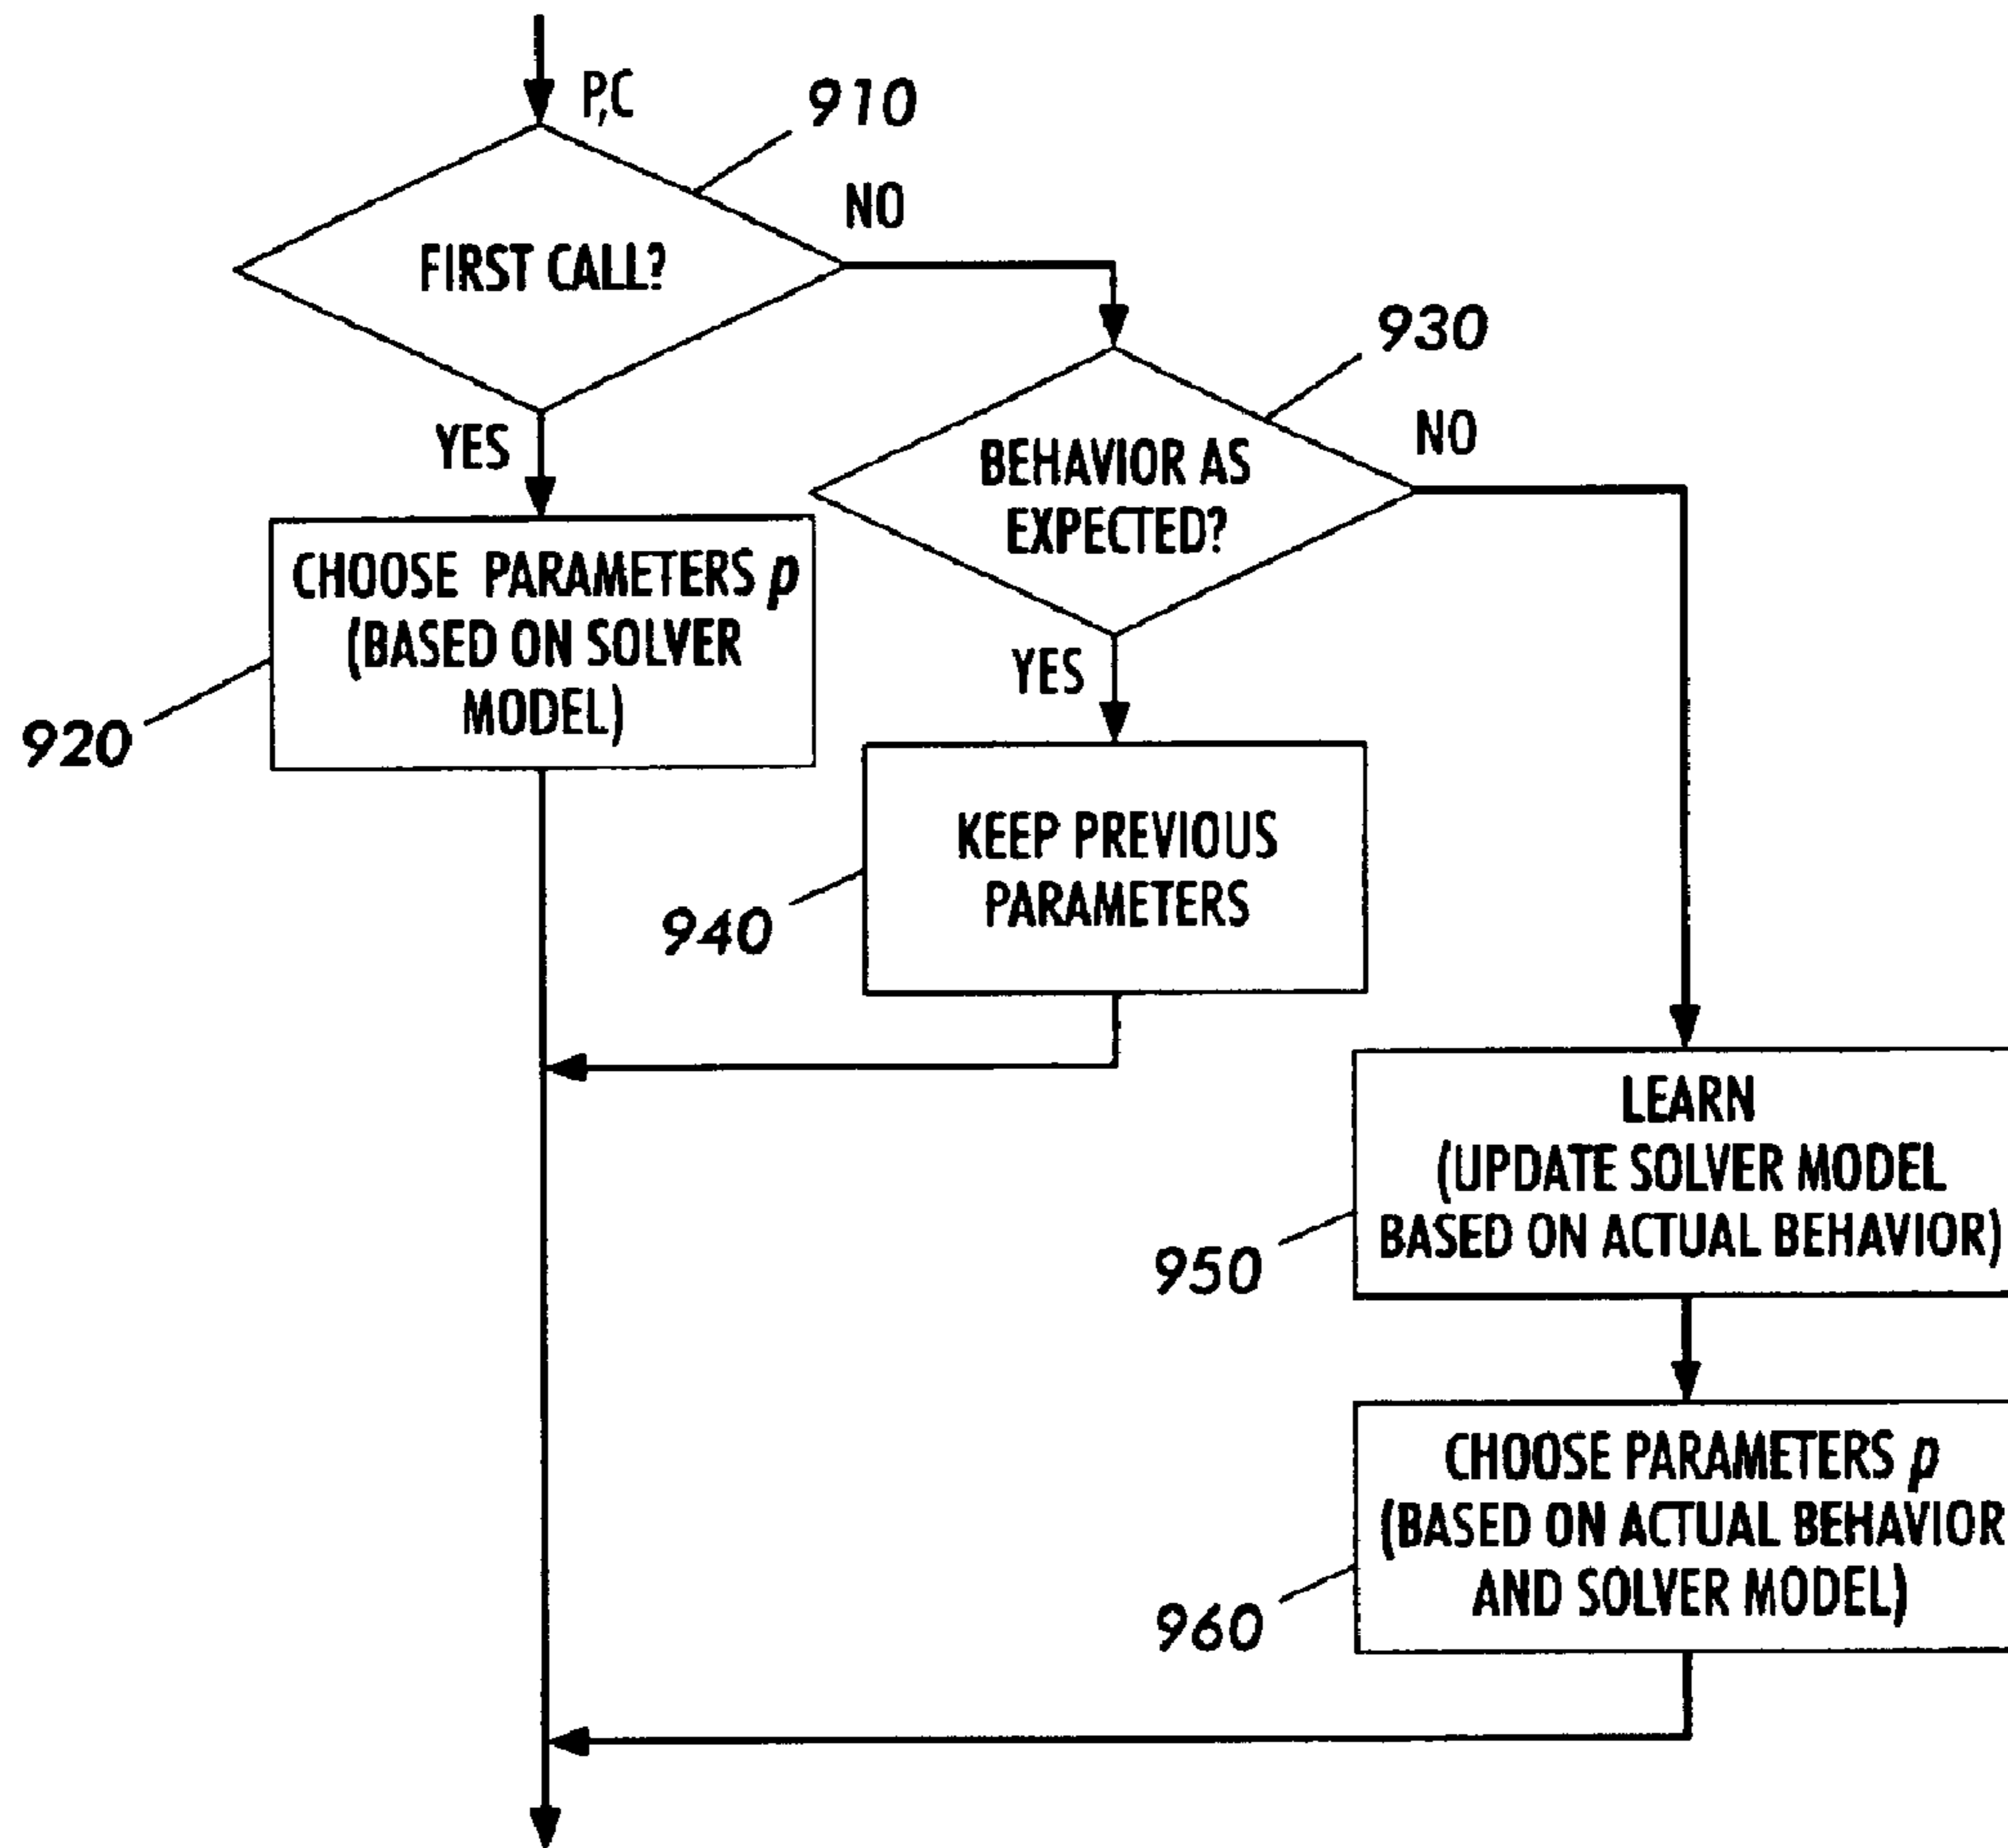 P,C
910
FIRST CALL?
NO
YES
930
BEHAVIOR AS
EXPECTED?
NO
YES
CHOOSE PARAMETERS p
(BASED ON SOLVER
MODEL)
920
KEEP PREVIOUS
PARAMETERS
940
LEARN
(UPDATE SOLVER MODEL
BASED ON ACTUAL BEHAVIOR)
950
CHOOSE PARAMETERS p
(BASED ON ACTUAL BEHAVIOR
AND SOLVER MODEL)
960